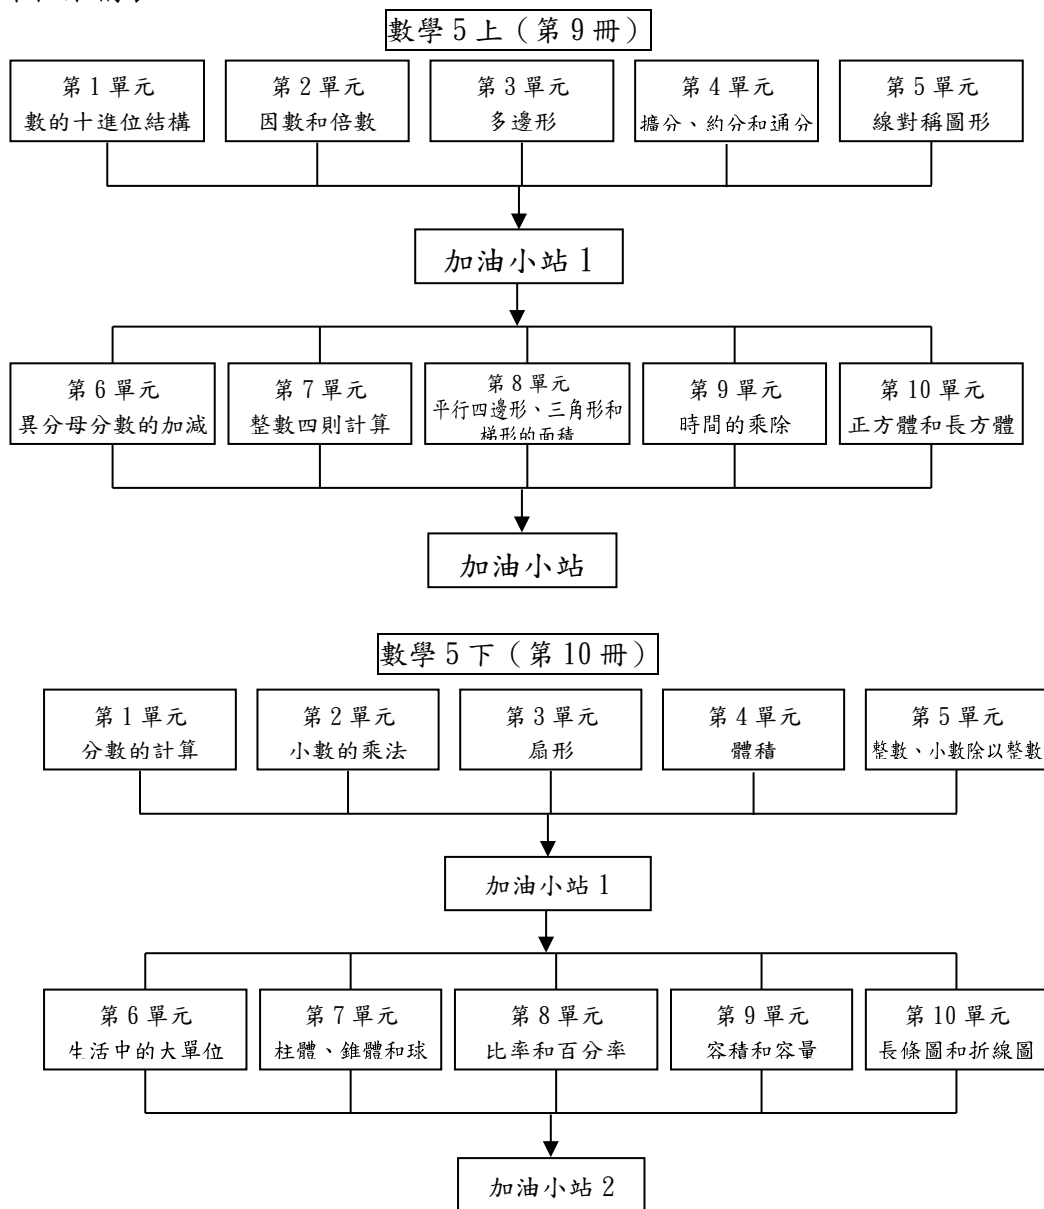 數學5上（第9冊）
第1單元
數的十進位結構
第2單元
因數和倍數
第3單元
多邊形
第4單元
擴分、約分和通分
第5單元
線對稱圖形
加油小站1
第6單元
異分母分數的加減
第7單元
整數四則計算
第8單元
平行四邊形、三角形和
梯形的面積
第9單元
時間的乘除
第10單元
正方體和長方體
加油小站
數學5下（第10冊）
第1單元
分數的計算
第2單元
小數的乘法
第3單元
扇形
第4單元
體積
第5單元
整數、小數除以整數
加油小站1
第6單元
生活中的大單位
第7單元
柱體、錐體和球
第8單元
比率和百分率
第9單元
容積和容量
第10單元
長條圖和折線圖
加油小站2